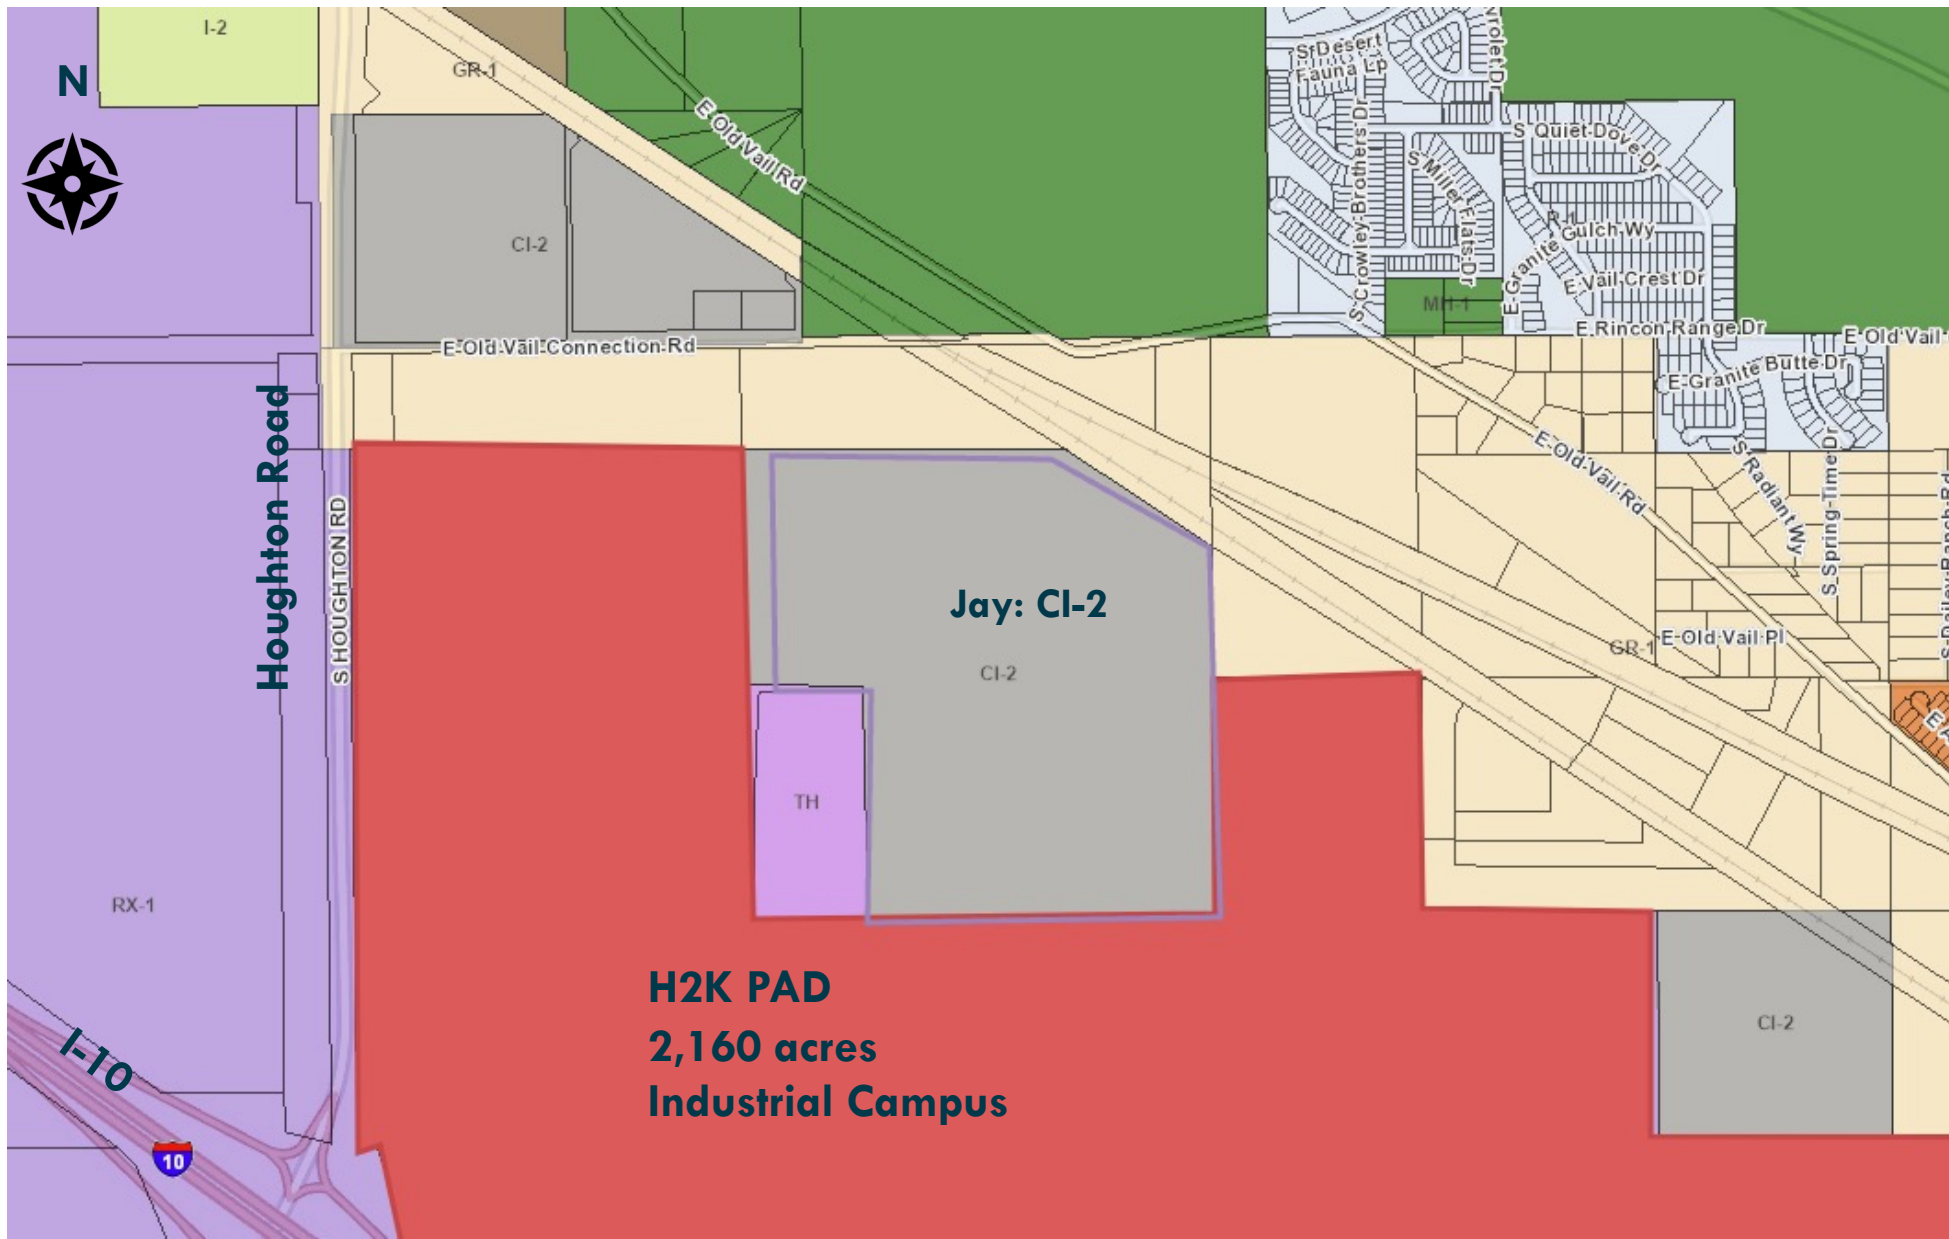 I-2
N
GR-1
E Old Vail Rd
CI-2
E Old Vail Connection Rd
S Desert
Fauna Lp
S Crowley Brothers Dr
S Quiet Dove Dr
S Miller Flats Dr
R-1
E Granite Gulch Wy
E Vail Crest Dr
MH-1
E Rincon Range Dr
E Old Vail
E Granite Butte Dr
E Old Vail Rd
S Radiant Wy
S Spring Time Dr
Houghton Road
S HOUGHTON RD
Jay: CI-2
CI-2
GR-1
E Old Vail Pl
TH
RX-1
H2K PAD
2,160 acres
Industrial Campus
CI-2
I-10
10